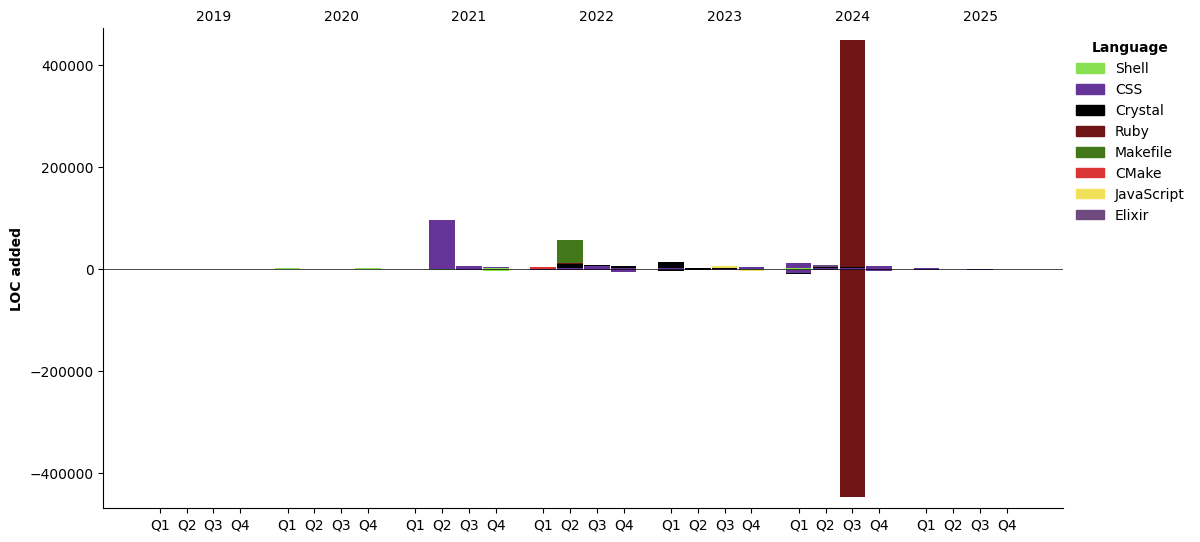 2019 2020 2021 2022 2023 2024 2025
Language
Shell
CSS
Crystal
Ruby
Makefile
CMake
JavaScript
Elixir
LOC added
400000
200000
0
−200000
−400000
Q1 Q2 Q3 Q4 Q1 Q2 Q3 Q4 Q1 Q2 Q3 Q4 Q1 Q2 Q3 Q4 Q1 Q2 Q3 Q4 Q1 Q2 Q3 Q4 Q1 Q2 Q3 Q4